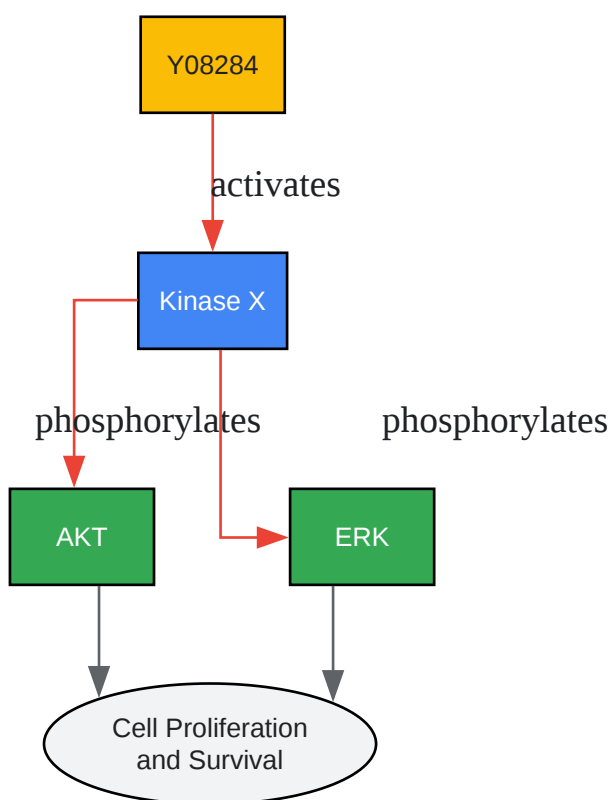 Y08284
activates
Kinase X
phosphorylates
phosphorylates
AKT
ERK
Cell Proliferation
and Survival